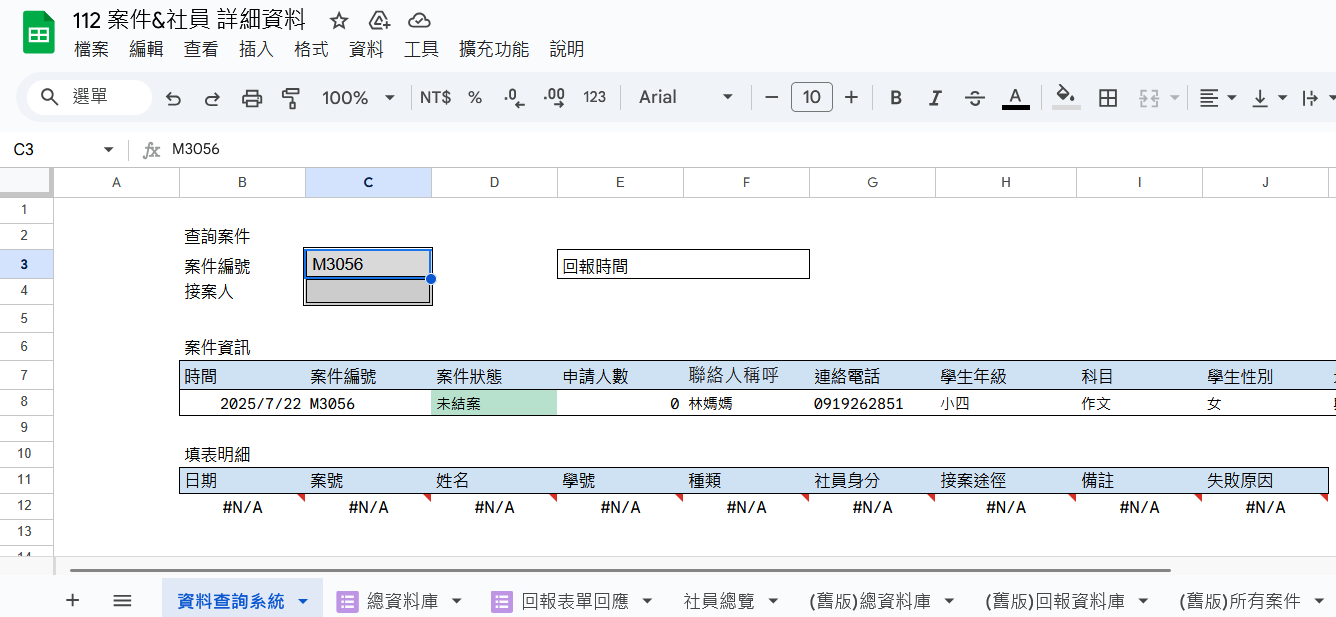 112 案件&社員 詳細資料
檔案 編輯 查看 插入 格式 資料 工具 擴充功能 說明
選單 100% NT$ % .0 .00 123 Arial 10 B I A
C3 fx M3056
A B C D E F G H I J
1
2 查詢案件
3 案件編號 M3056 回報時間
4 接案人
5
6 案件資訊
7 時間 案件編號 案件狀態 申請人數 聯絡人稱呼 連絡電話 學生年級 科目 學生性別
8 2025/7/22 M3056 未結案 0 林媽媽 0919262851 小四 作文 女
9
10 填表明細
11 日期 案號 姓名 學號 種類 社員身分 接案途徑 備註 失敗原因
12 #N/A #N/A #N/A #N/A #N/A #N/A #N/A #N/A #N/A
13
14
資料查詢系統 總資料庫 回報表單回應 社員總覽 (舊版)總資料庫 (舊版)回報資料庫 (舊版)所有案件